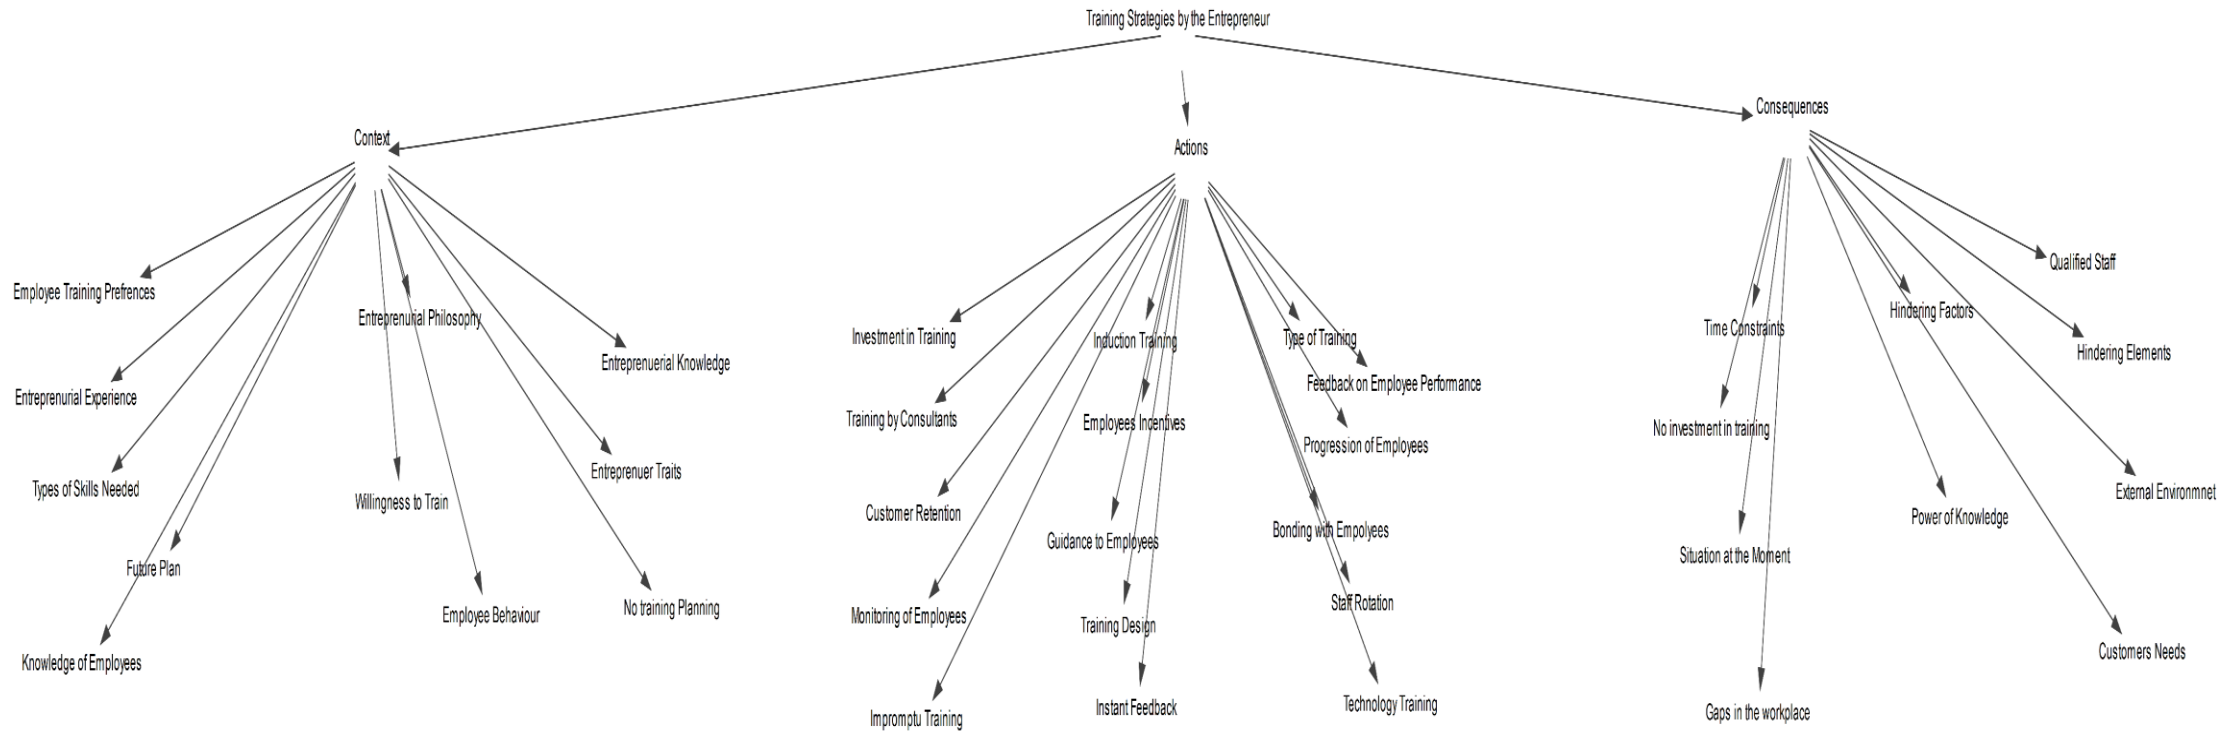 Training Strategies by the Entrepreneur
Context
Actions
Consequences
Employee Training Prefrences
Entreprenurial Experience
Types of Skills Needed
Future Plan
Knowledge of Employees
Entreprenurial Philosophy
Willingness to Train
Employee Behaviour
Entreprenuerial Knowledge
Entreprenuer Traits
No training Planning
Investment in Training
Training by Consultants
Customer Retention
Monitoring of Employees
Impromptu Training
Induction Training
Employees Incentives
Guidance to Employees
Training Design
Instant Feedback
Type of Training
Feedback on Employee Performance
Progression of Employees
Bonding with Empolyees
Staff Rotation
Technology Training
Time Constraints
No investment in training
Situation at the Moment
Gaps in the workplace
Hindering Factors
Power of Knowledge
Qualified Staff
Hindering Elements
External Environmnet
Customers Needs